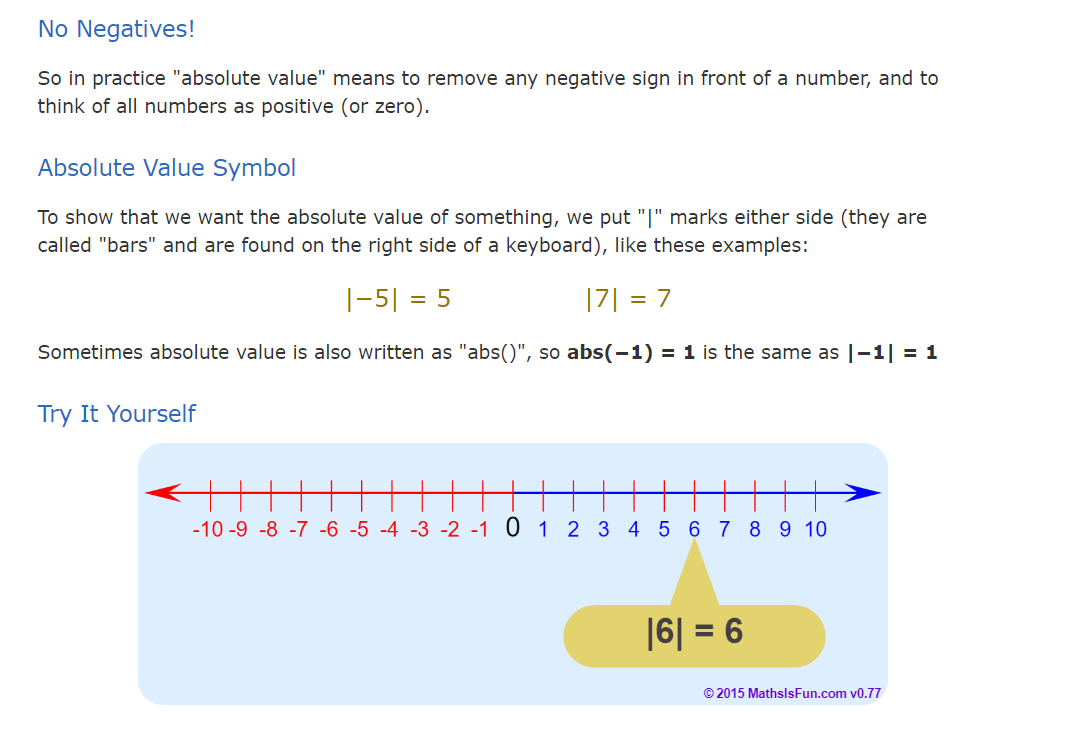 No Negatives!
So in practice "absolute value" means to remove any negative sign in front of a number, and to
think of all numbers as positive (or zero).
Absolute Value Symbol
To show that we want the absolute value of something, we put "|" marks either side (they are
called "bars" and are found on the right side of a keyboard), like these examples:
|−5| = 5 |7| = 7
Sometimes absolute value is also written as "abs()", so abs(−1) = 1 is the same as |−1| = 1
Try It Yourself
-10 -9 -8 -7 -6 -5 -4 -3 -2 -1 0 1 2 3 4 5 6 7 8 9 10
|6| = 6
© 2015 MathsIsFun.com v0.77